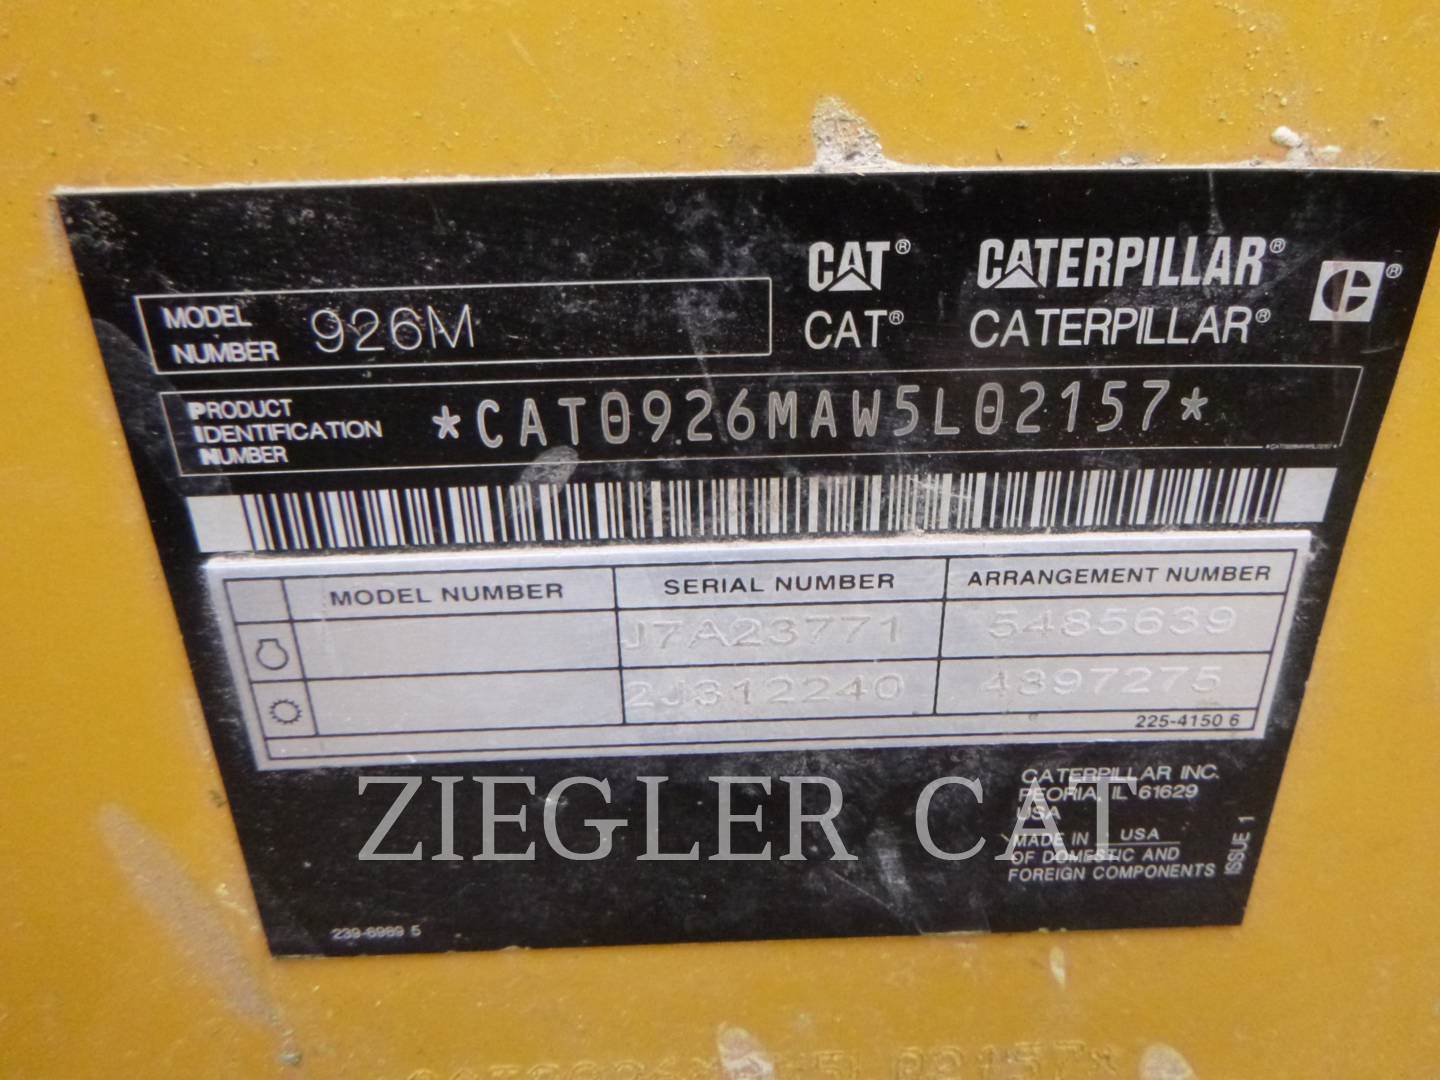 CAT® CATERPILLAR®
CAT® CATERPILLAR®
MODEL NUMBER 926M
PRODUCT IDENTIFICATION NUMBER *CAT0926MAW5L02157*
MODEL NUMBER SERIAL NUMBER ARRANGEMENT NUMBER
J7A23771 5485639
2J312240 4397275
225-4150 6
CATERPILLAR INC.
PEORIA, IL 61629
USA
MADE IN USA
OF DOMESTIC AND
FOREIGN COMPONENTS
ISSUE 1
239-6989 5
ZIEGLER CAT